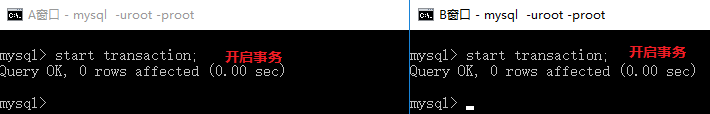 A窗口 - mysql -uroot -proot
mysql> start transaction; 开启事务
Query OK, 0 rows affected (0.00 sec)
mysql>
B窗口 - mysql -uroot -proot
mysql> start transaction; 开启事务
Query OK, 0 rows affected (0.00 sec)
mysql> _